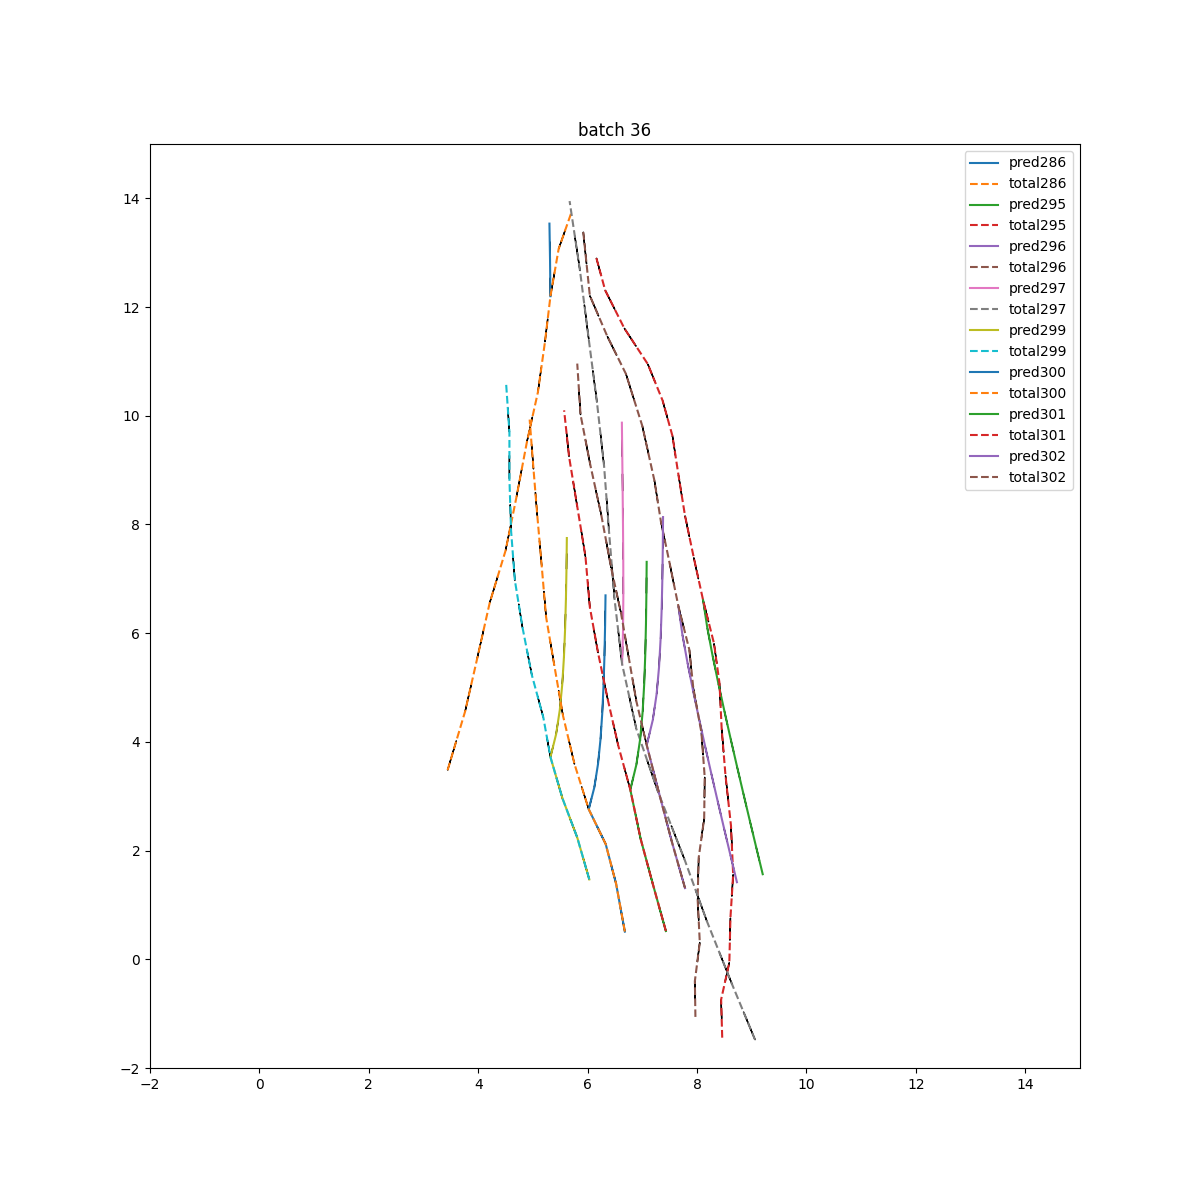 batch 36
pred286
total286
pred295
total295
pred296
total296
pred297
total297
pred299
total299
pred300
total300
pred301
total301
pred302
total302
14
12
10
8
6
4
2
0
−2
−2
0
2
4
6
8
10
12
14